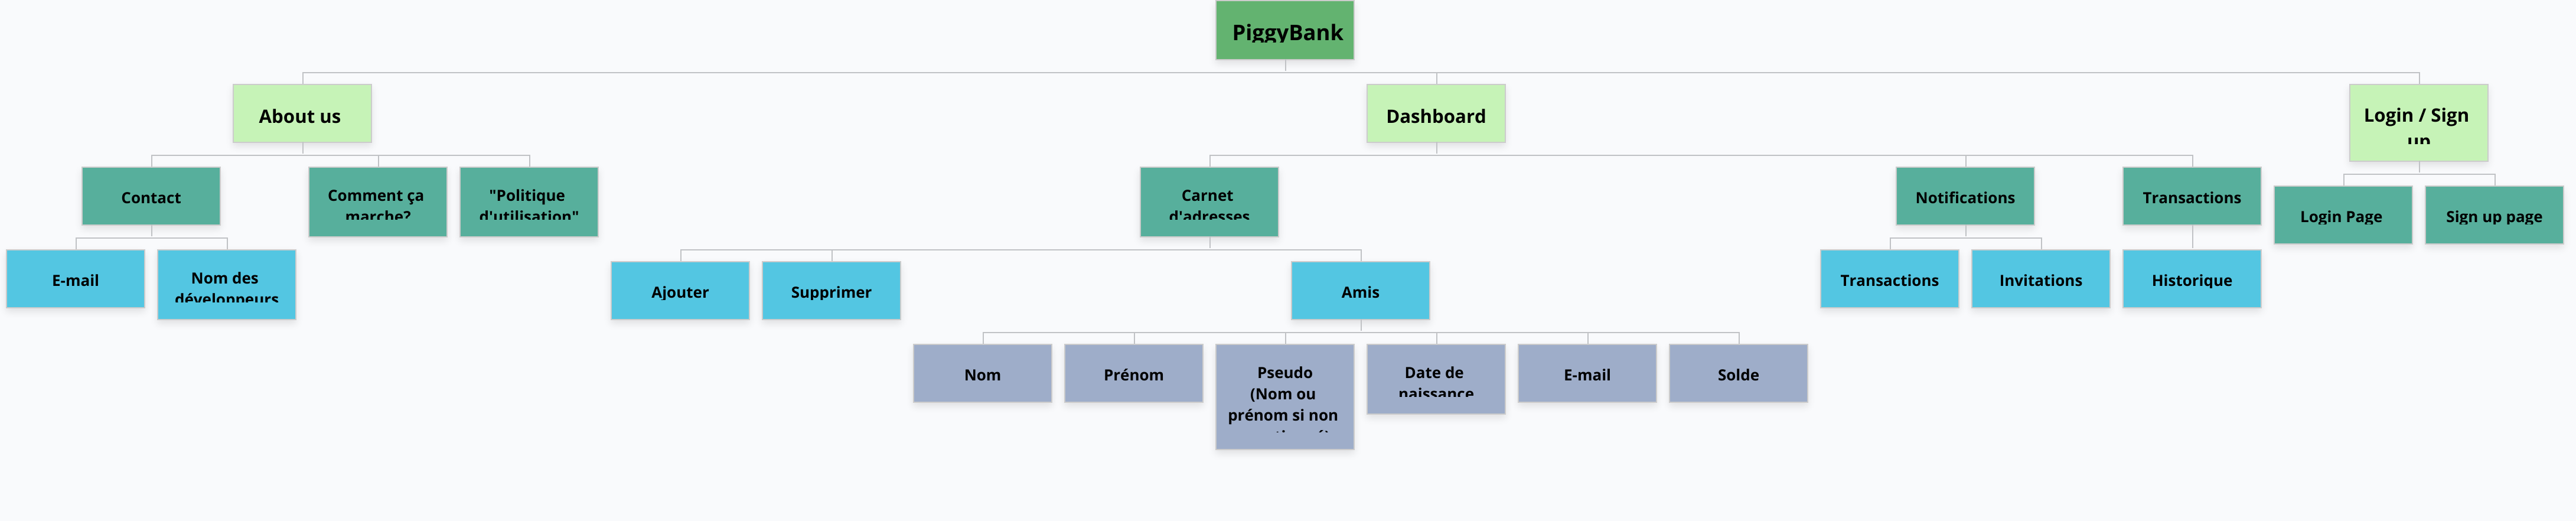 PiggyBank
About us
Dashboard
Login / Sign
up
Contact
Comment ça
marche?
"Politique
d'utilisation"
Carnet
d'adresses
Notifications
Transactions
Login Page
Sign up page
E-mail
Nom des
développeurs
Ajouter
Supprimer
Amis
Transactions
Invitations
Historique
Nom
Prénom
Pseudo
(Nom ou
prénom si non
Date de
naissance
E-mail
Solde